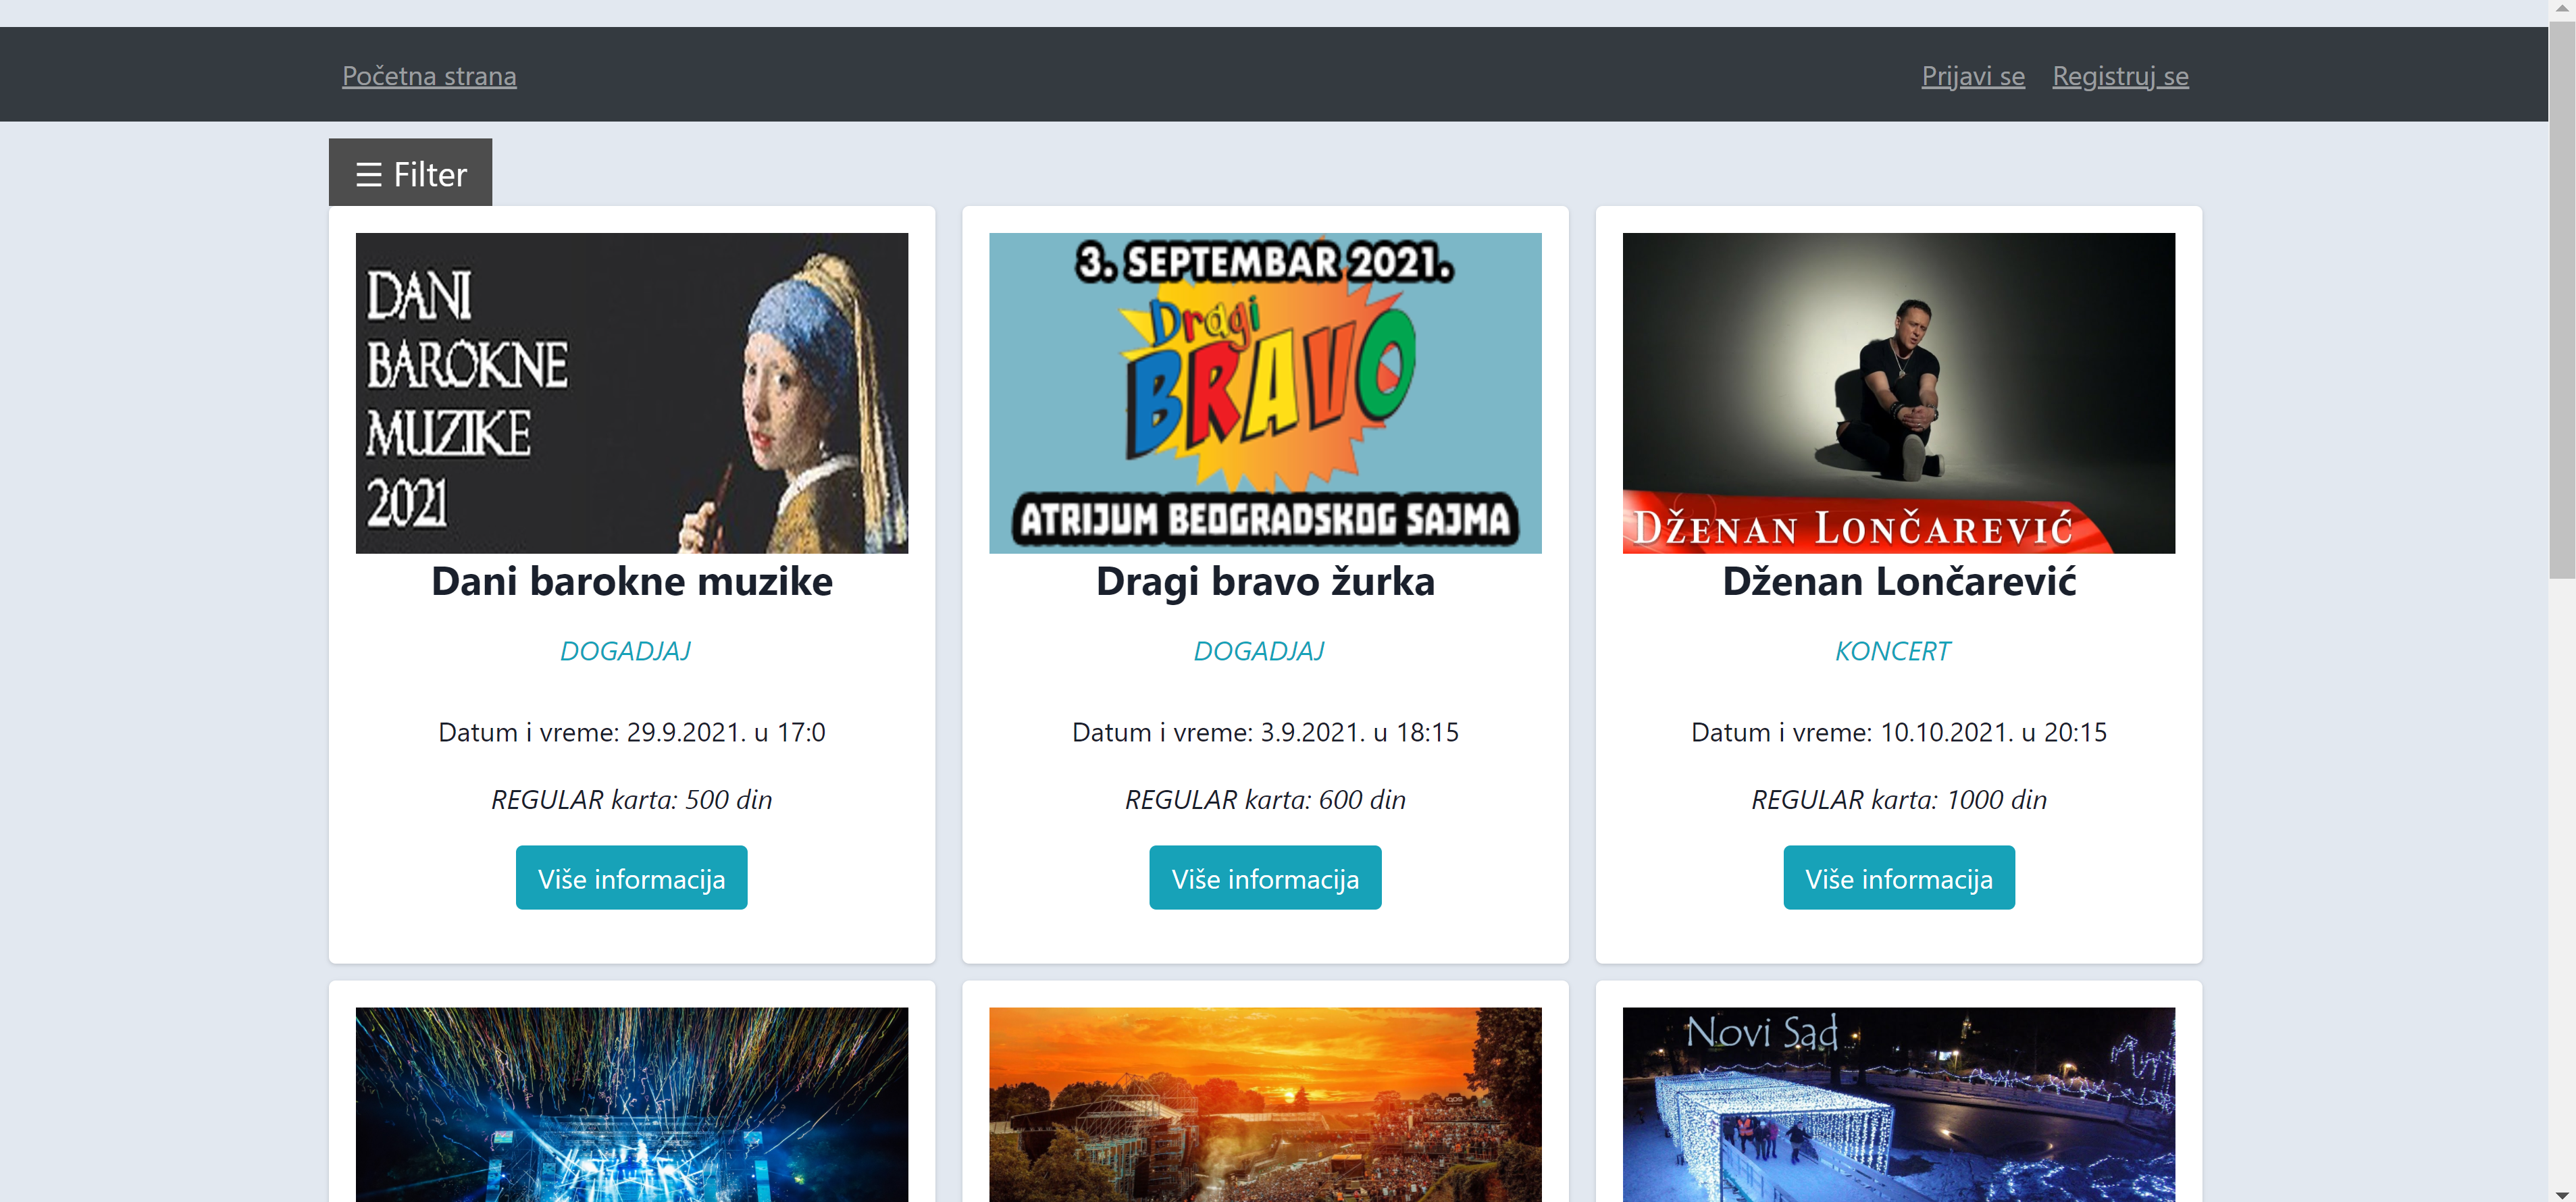 Početna strana
Prijavi se
Registruj se
☰ Filter
DANI
BAROKNE
MUZIKE
2021
Dani barokne muzike
DOGADJAJ
Datum i vreme: 29.9.2021. u 17:0
REGULAR karta: 500 din
Više informacija
3. SEPTEMBAR 2021.
Dragi
BRAVO
ATRIJUM BEOGRADSKOG SAJMA
Dragi bravo žurka
DOGADJAJ
Datum i vreme: 3.9.2021. u 18:15
REGULAR karta: 600 din
Više informacija
DŽENAN LONČAREVIĆ
Dženan Lončarević
KONCERT
Datum i vreme: 10.10.2021. u 20:15
REGULAR karta: 1000 din
Više informacija
Novi Sad